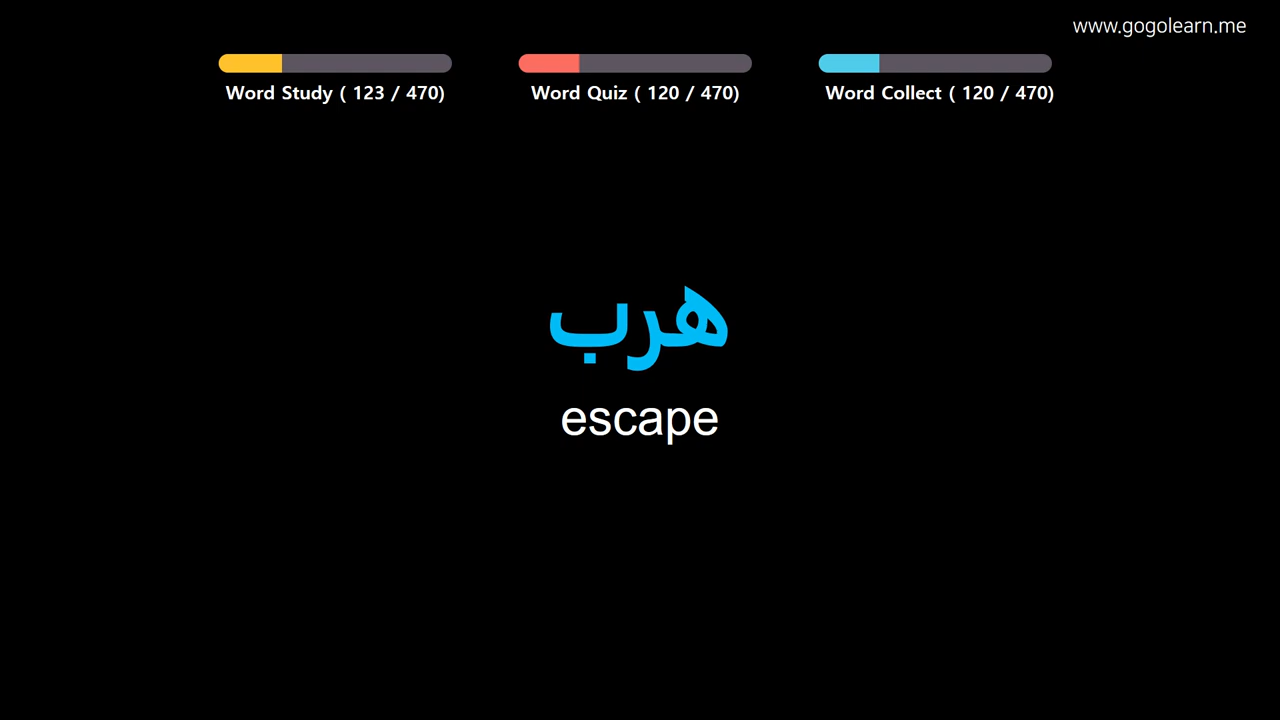 www.gogolearn.me
Word Study ( 123 / 470)
Word Quiz ( 120 / 470)
Word Collect ( 120 / 470)
هرب
escape